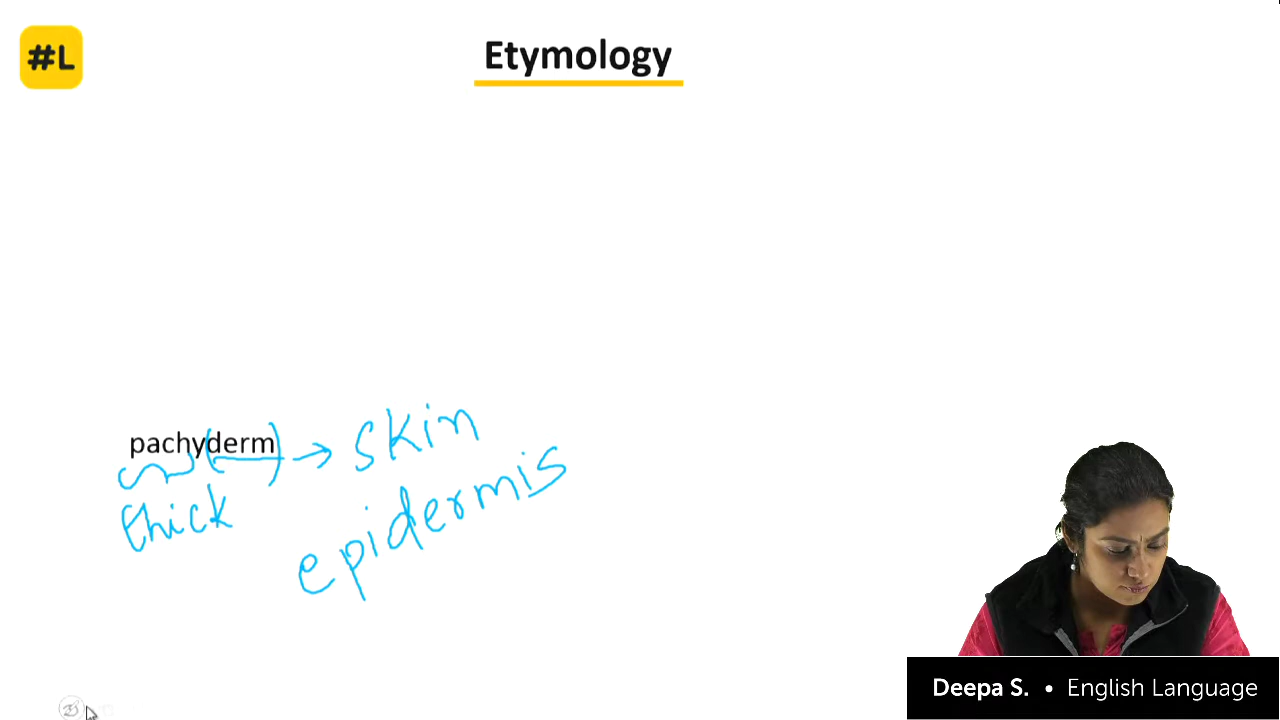 #L
Etymology
pachyderm → skin
thick
epidermis
Deepa S. • English Language